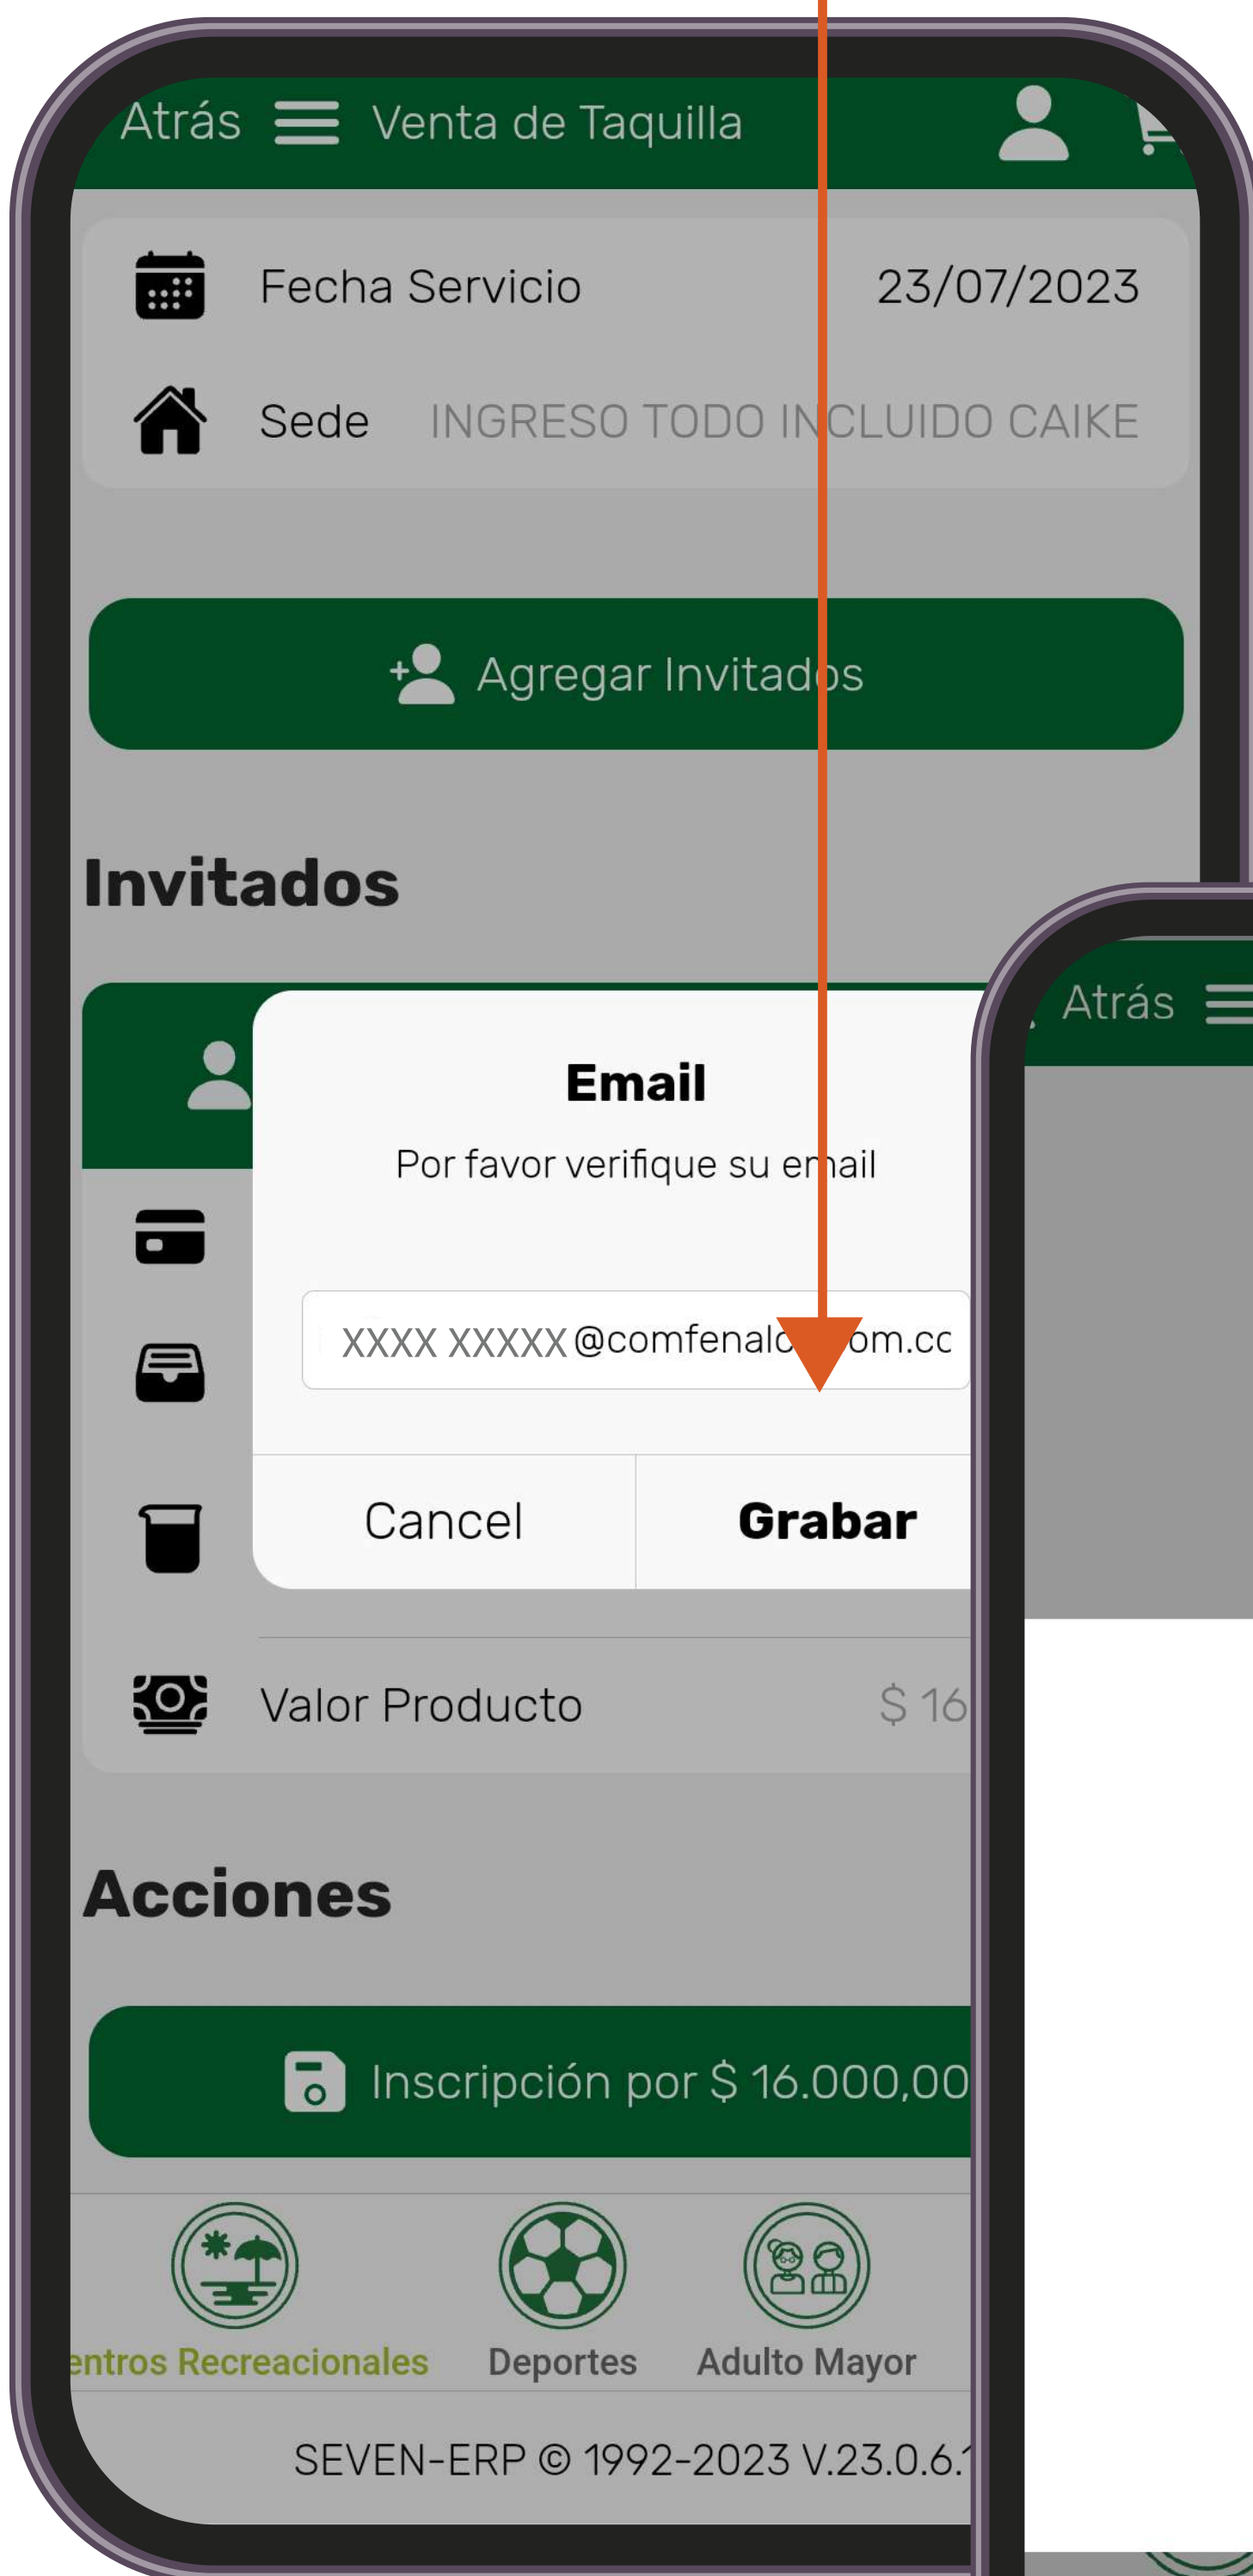 Atrás Venta de Taquilla
Fecha Servicio 23/07/2023
Sede INGRESO TODO INCLUIDO CAIKE
Agregar Invitados
Invitados
Atrás
Email
Por favor verifique su email
XXXX XXXXX@comfenalc om.cc
Cancel Grabar
Valor Producto $ 16
Acciones
Inscripción por $ 16.000,00
entros Recreacionales Deportes Adulto Mayor
SEVEN-ERP © 1992-2023 V.23.0.6.1